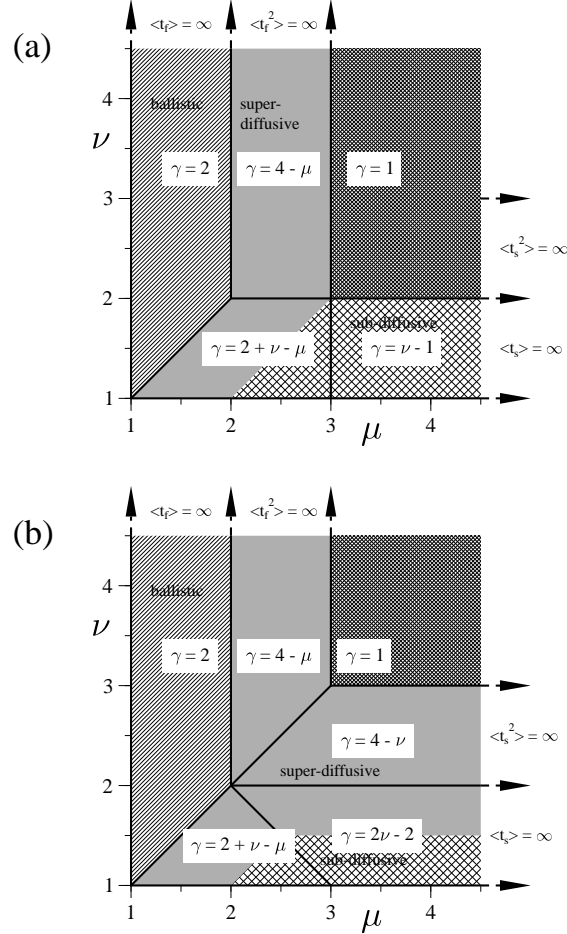 <t_f> = ∞ <t_f^2> = ∞
(a)
4
ballistic
super-
diffusive
ν
γ = 2
γ = 4 - μ
γ = 1
3
<t_s^2> = ∞
2
sub-diffusive
γ = 2 + ν - μ
γ = ν - 1
<t_s> = ∞
1
1 2 3 4
μ
<t_f> = ∞ <t_f^2> = ∞
(b)
4
ballistic
ν
γ = 2
γ = 4 - μ
γ = 1
3
γ = 4 - ν
<t_s^2> = ∞
super-diffusive
2
γ = 2 + ν - μ
γ = 2ν - 2
<t_s> = ∞
sub-diffusive
1
1 2 3 4
μ